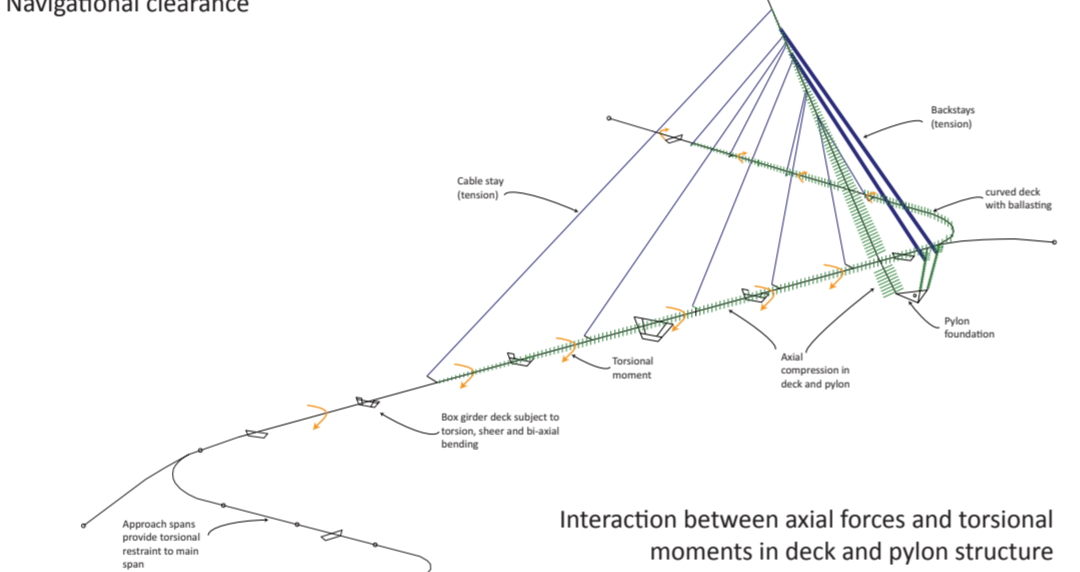 Navigational clearance
Backstays
(tension)
Cable stay
(tension)
curved deck
with ballasting
Pylon
foundation
Torsional
moment
Axial
compression in
deck and pylon
Box girder deck subject to
torsion, sheer and bi-axial
bending
Approach spans
provide torsional
restraint to main
span
Interaction between axial forces and torsional
moments in deck and pylon structure